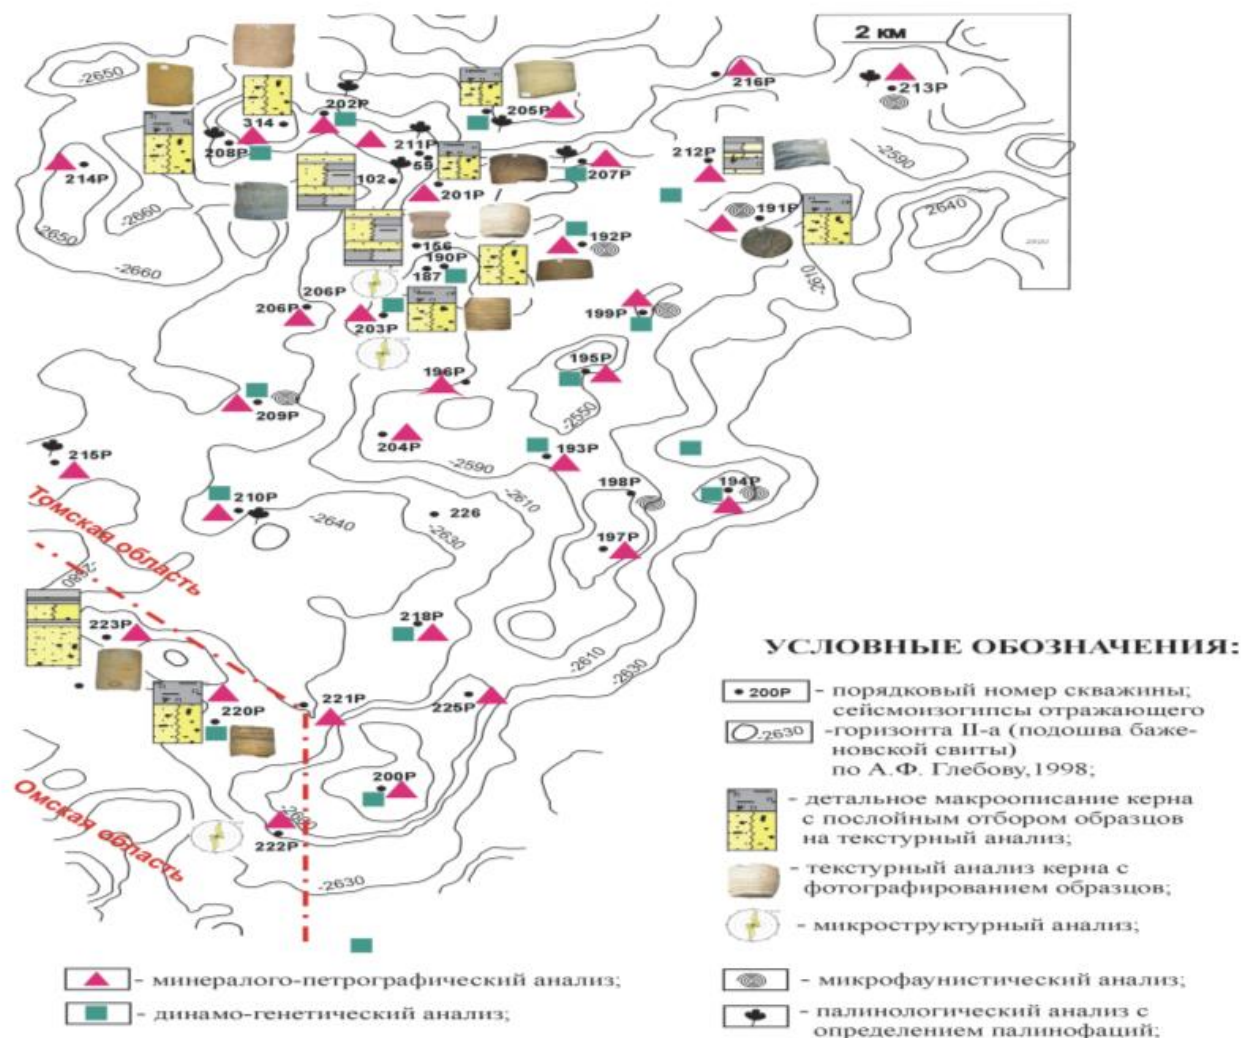 2 км
-2650
202Р
216Р
213Р
314
205Р
208Р
211Р
59
212Р
-2590
214Р
102
207Р
201Р
-2660
2640
191Р
2650
156
192Р
-2660
190Р
187
-2610
206Р
206Р
203Р
199Р
195Р
196Р
209Р
-2550
204Р
193Р
215Р
-2590
198Р
194Р
210Р
-2610
-2640
226
-2630
197Р
Томская область
-2680
218Р
223Р
-2610
-2630
221Р
225Р
220Р
200Р
Омская область
222Р
-2630
УСЛОВНЫЕ ОБОЗНАЧЕНИЯ:
200Р - порядковый номер скважины;
сейсмоизогипсы отражающего
-2630 -горизонта II-а (подошва баже-
новской свиты)
по А.Ф. Глебову,1998;
- детальное макроописание керна
с послойным отбором образцов
на текстурный анализ;
- текстурный анализ керна с
фотографированием образцов;
- микроструктурный анализ;
- минералого-петрографический анализ;
- микрофаунистический анализ;
- динамо-генетический анализ;
- палинологический анализ с
определением палинофаций;